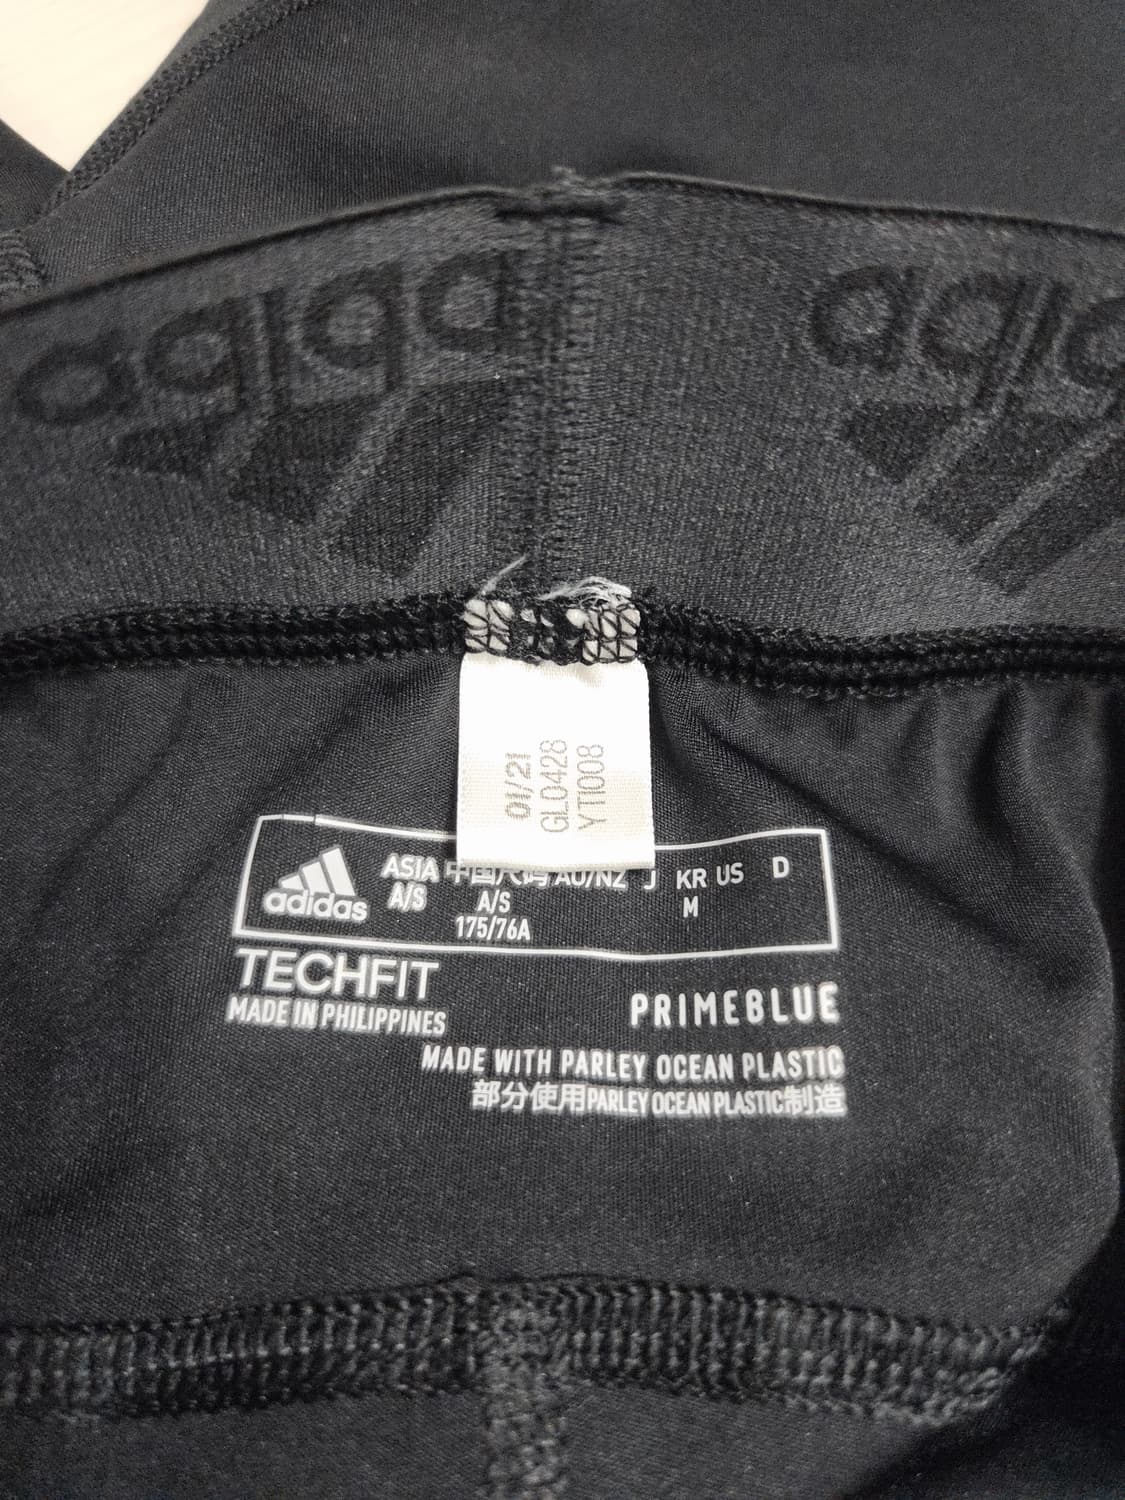 adidas
adidas
01/21
GL0428
YTI008
adidas
ASIA 中国尺码 AU/NZ J KR US D
A/S A/S M
175/76A
TECHFIT
MADE IN PHILIPPINES
PRIMEBLUE
MADE WITH PARLEY OCEAN PLASTIC
部分使用PARLEY OCEAN PLASTIC制造